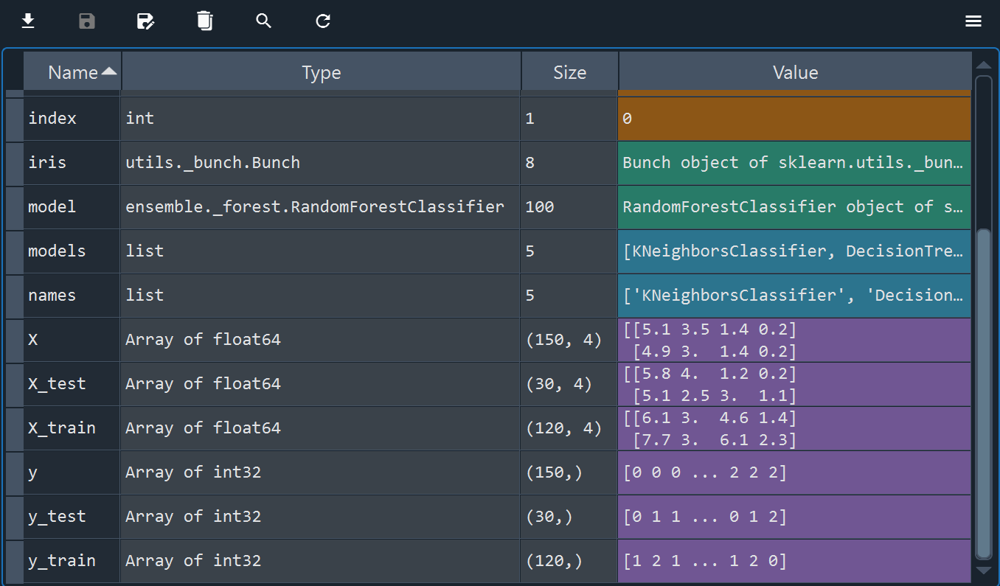 Name Type Size Value
index int 1 0
iris utils._bunch.Bunch 8 Bunch object of sklearn.utils._bun…
model ensemble._forest.RandomForestClassifier 100 RandomForestClassifier object of s…
models list 5 [KNeighborsClassifier, DecisionTre…
names list 5 ['KNeighborsClassifier', 'Decision…
X Array of float64 (150, 4) [[5.1 3.5 1.4 0.2]
[4.9 3.  1.4 0.2]
X_test Array of float64 (30, 4) [[5.8 4.  1.2 0.2]
[5.1 2.5 3.  1.1]
X_train Array of float64 (120, 4) [[6.1 3.  4.6 1.4]
[7.7 3.  6.1 2.3]
y Array of int32 (150,) [0 0 0 ... 2 2 2]
y_test Array of int32 (30,) [0 1 1 ... 0 1 2]
y_train Array of int32 (120,) [1 2 1 ... 1 2 0]